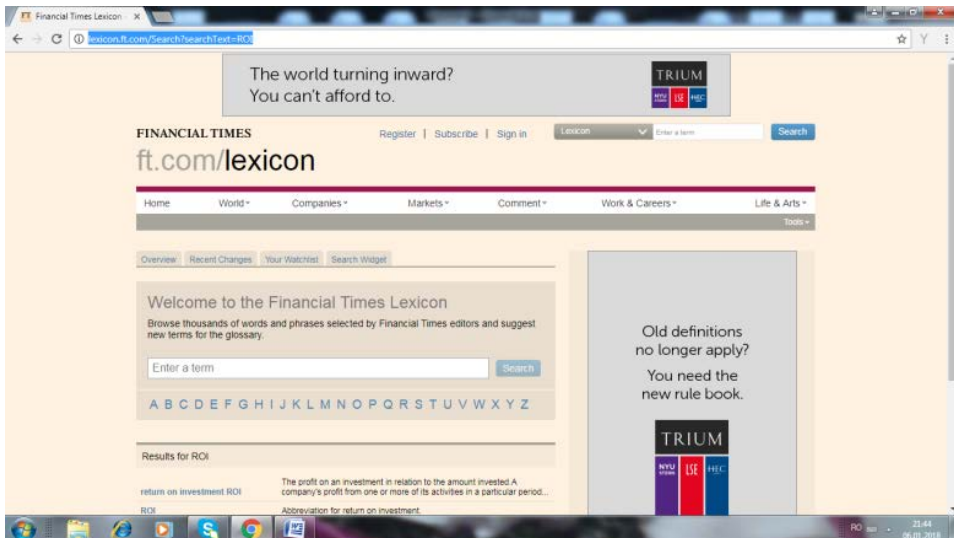 Financial Times Lexicon -
lexicon.ft.com/Search?searchText=ROI
The world turning inward?
You can't afford to.
TRIUM
NYU STERN LSE HEC
FINANCIAL TIMES
Register | Subscribe | Sign in
Lexicon
Enter a term
Search
ft.com/lexicon
Home World Companies Markets Comment Work & Careers Life & Arts
Tools
Overview Recent Changes Your Watchlist Search Widget
Welcome to the Financial Times Lexicon
Browse thousands of words and phrases selected by Financial Times editors and suggest
new terms for the glossary.
Enter a term
Search
A B C D E F G H I J K L M N O P Q R S T U V W X Y Z
Results for ROI
return on investment ROI
The profit on an investment in relation to the amount invested.A
company's profit from one or more of its activities in a particular period...
ROI
Abbreviation for return on investment.
Old definitions
no longer apply?
You need the
new rule book.
TRIUM
NYU STERN LSE HEC
RO
21:44
06.01.2018